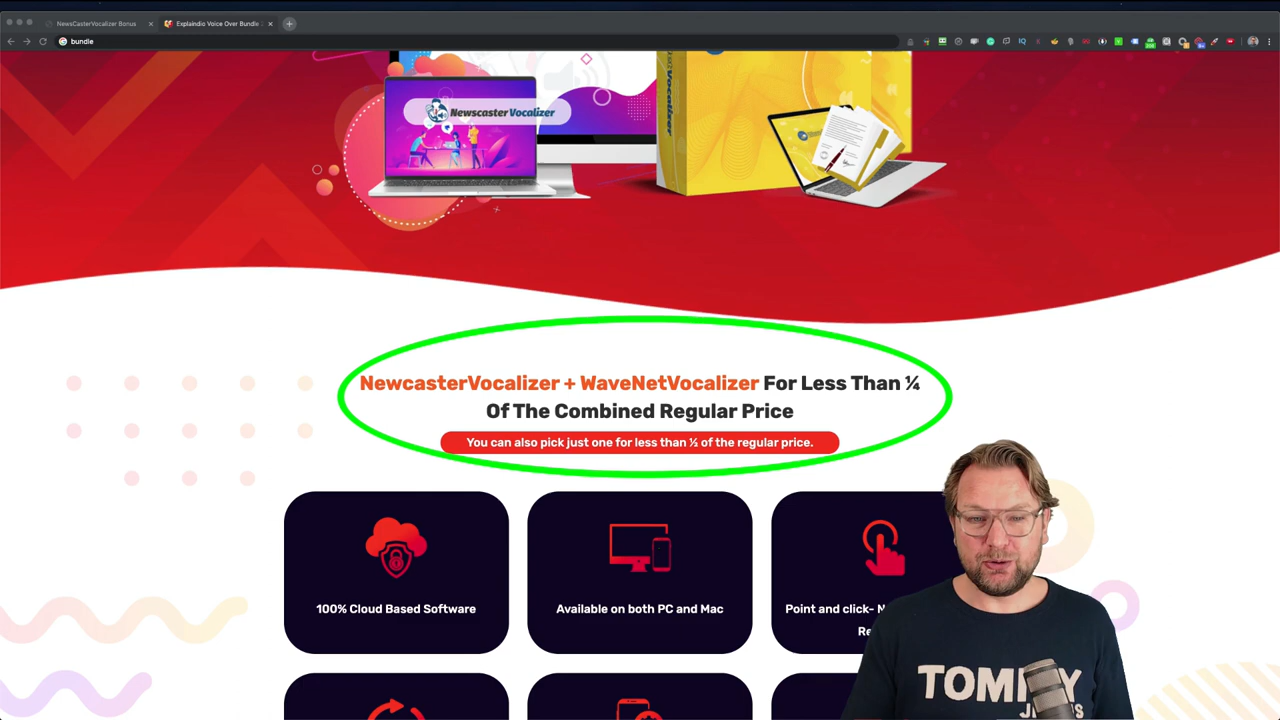 NewsCasterVocalizer Bonus
Explaindio Voice Over Bundle
bundle
Newscaster Vocalizer
NewcasterVocalizer + WaveNetVocalizer For Less Than ¼
Of The Combined Regular Price
You can also pick just one for less than ½ of the regular price.
100% Cloud Based Software
Available on both PC and Mac
Point and click- N
Re
TOMMY